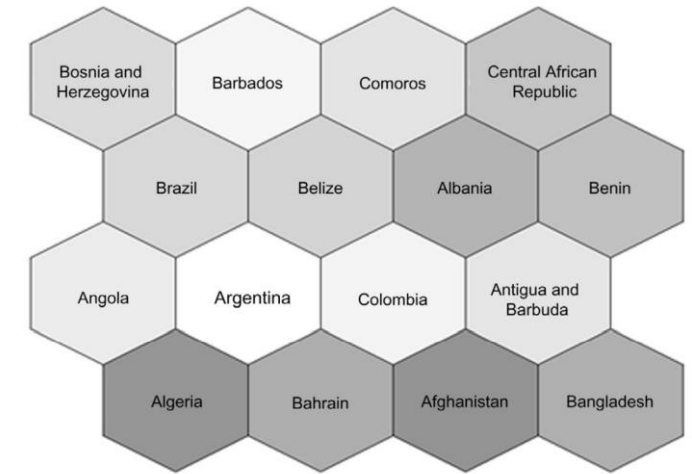 Bosnia and
Herzegovina
Barbados
Comoros
Central African
Republic
Brazil
Belize
Albania
Benin
Angola
Argentina
Colombia
Antigua and
Barbuda
Algeria
Bahrain
Afghanistan
Bangladesh